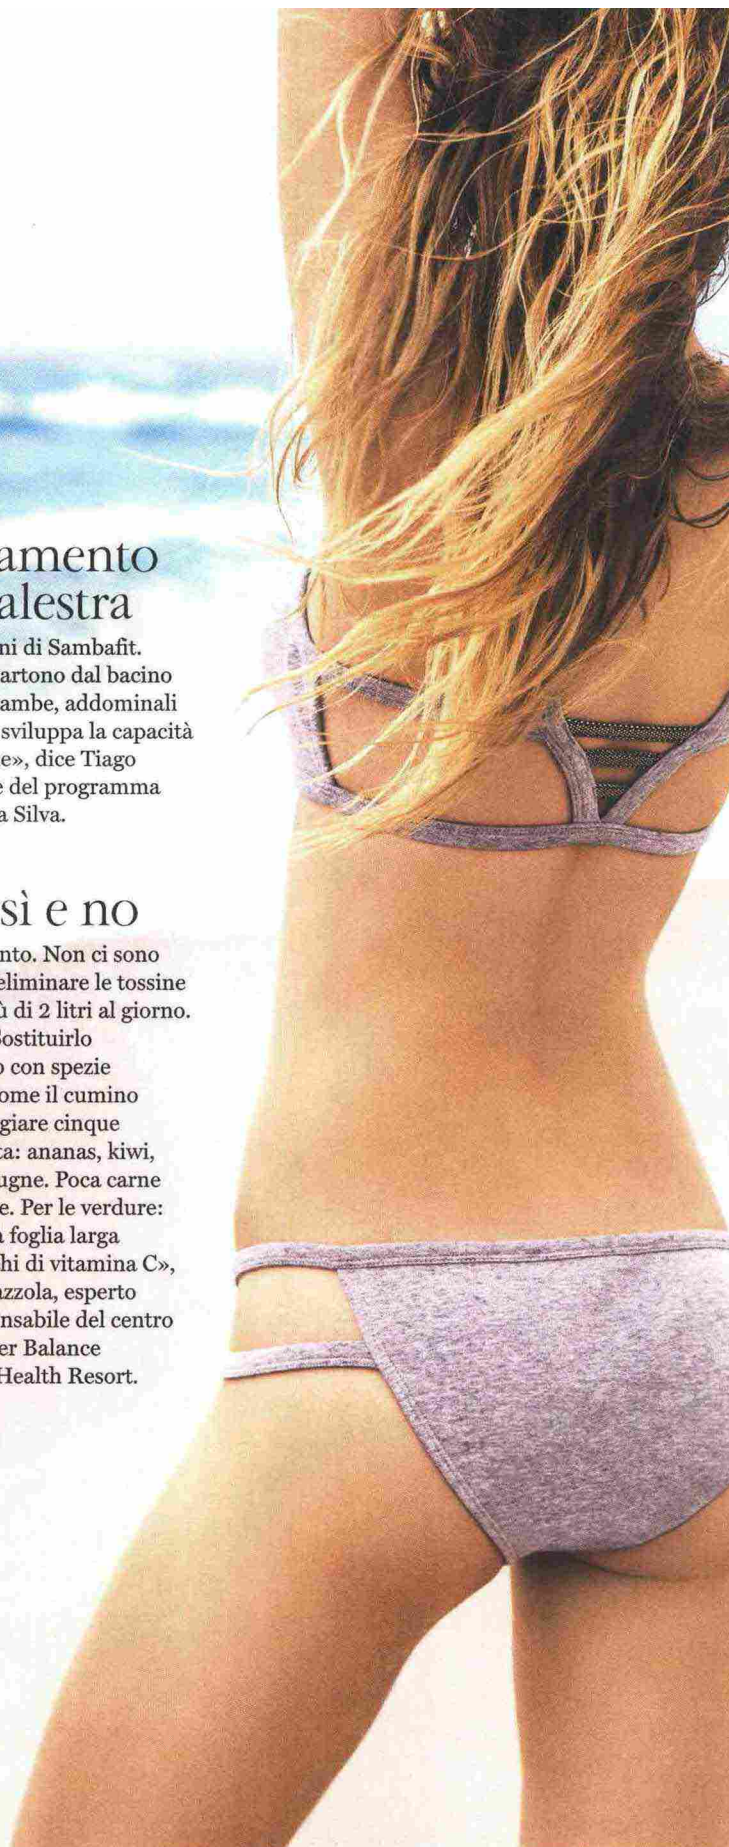 amento
alestra
ni di Sambafit.
artono dal bacino
ambe, addominali
sviluppa la capacità
e», dice Tiago
e del programma
a Silva.
sì e no
nto. Non ci sono
eliminare le tossine
ù di 2 litri al giorno.
Sostituirlo
o con spezie
ome il cumino
giare cinque
ta: ananas, kiwi,
ugne. Poca carne
e. Per le verdure:
a foglia larga
hi di vitamina C»,
azzola, esperto
nsabile del centro
er Balance
Health Resort.